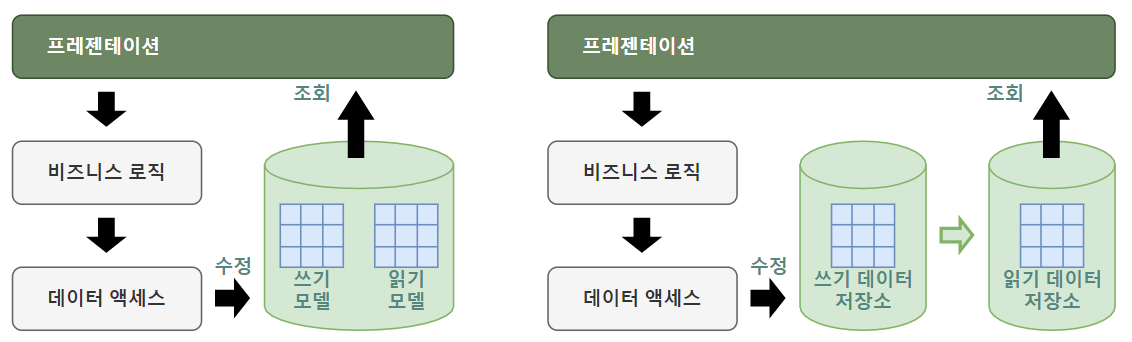 프레젠테이션
조회
비즈니스 로직
데이터 액세스
수정
쓰기
모델
읽기
모델
프레젠테이션
조회
비즈니스 로직
데이터 액세스
수정
쓰기 데이터
저장소
읽기 데이터
저장소